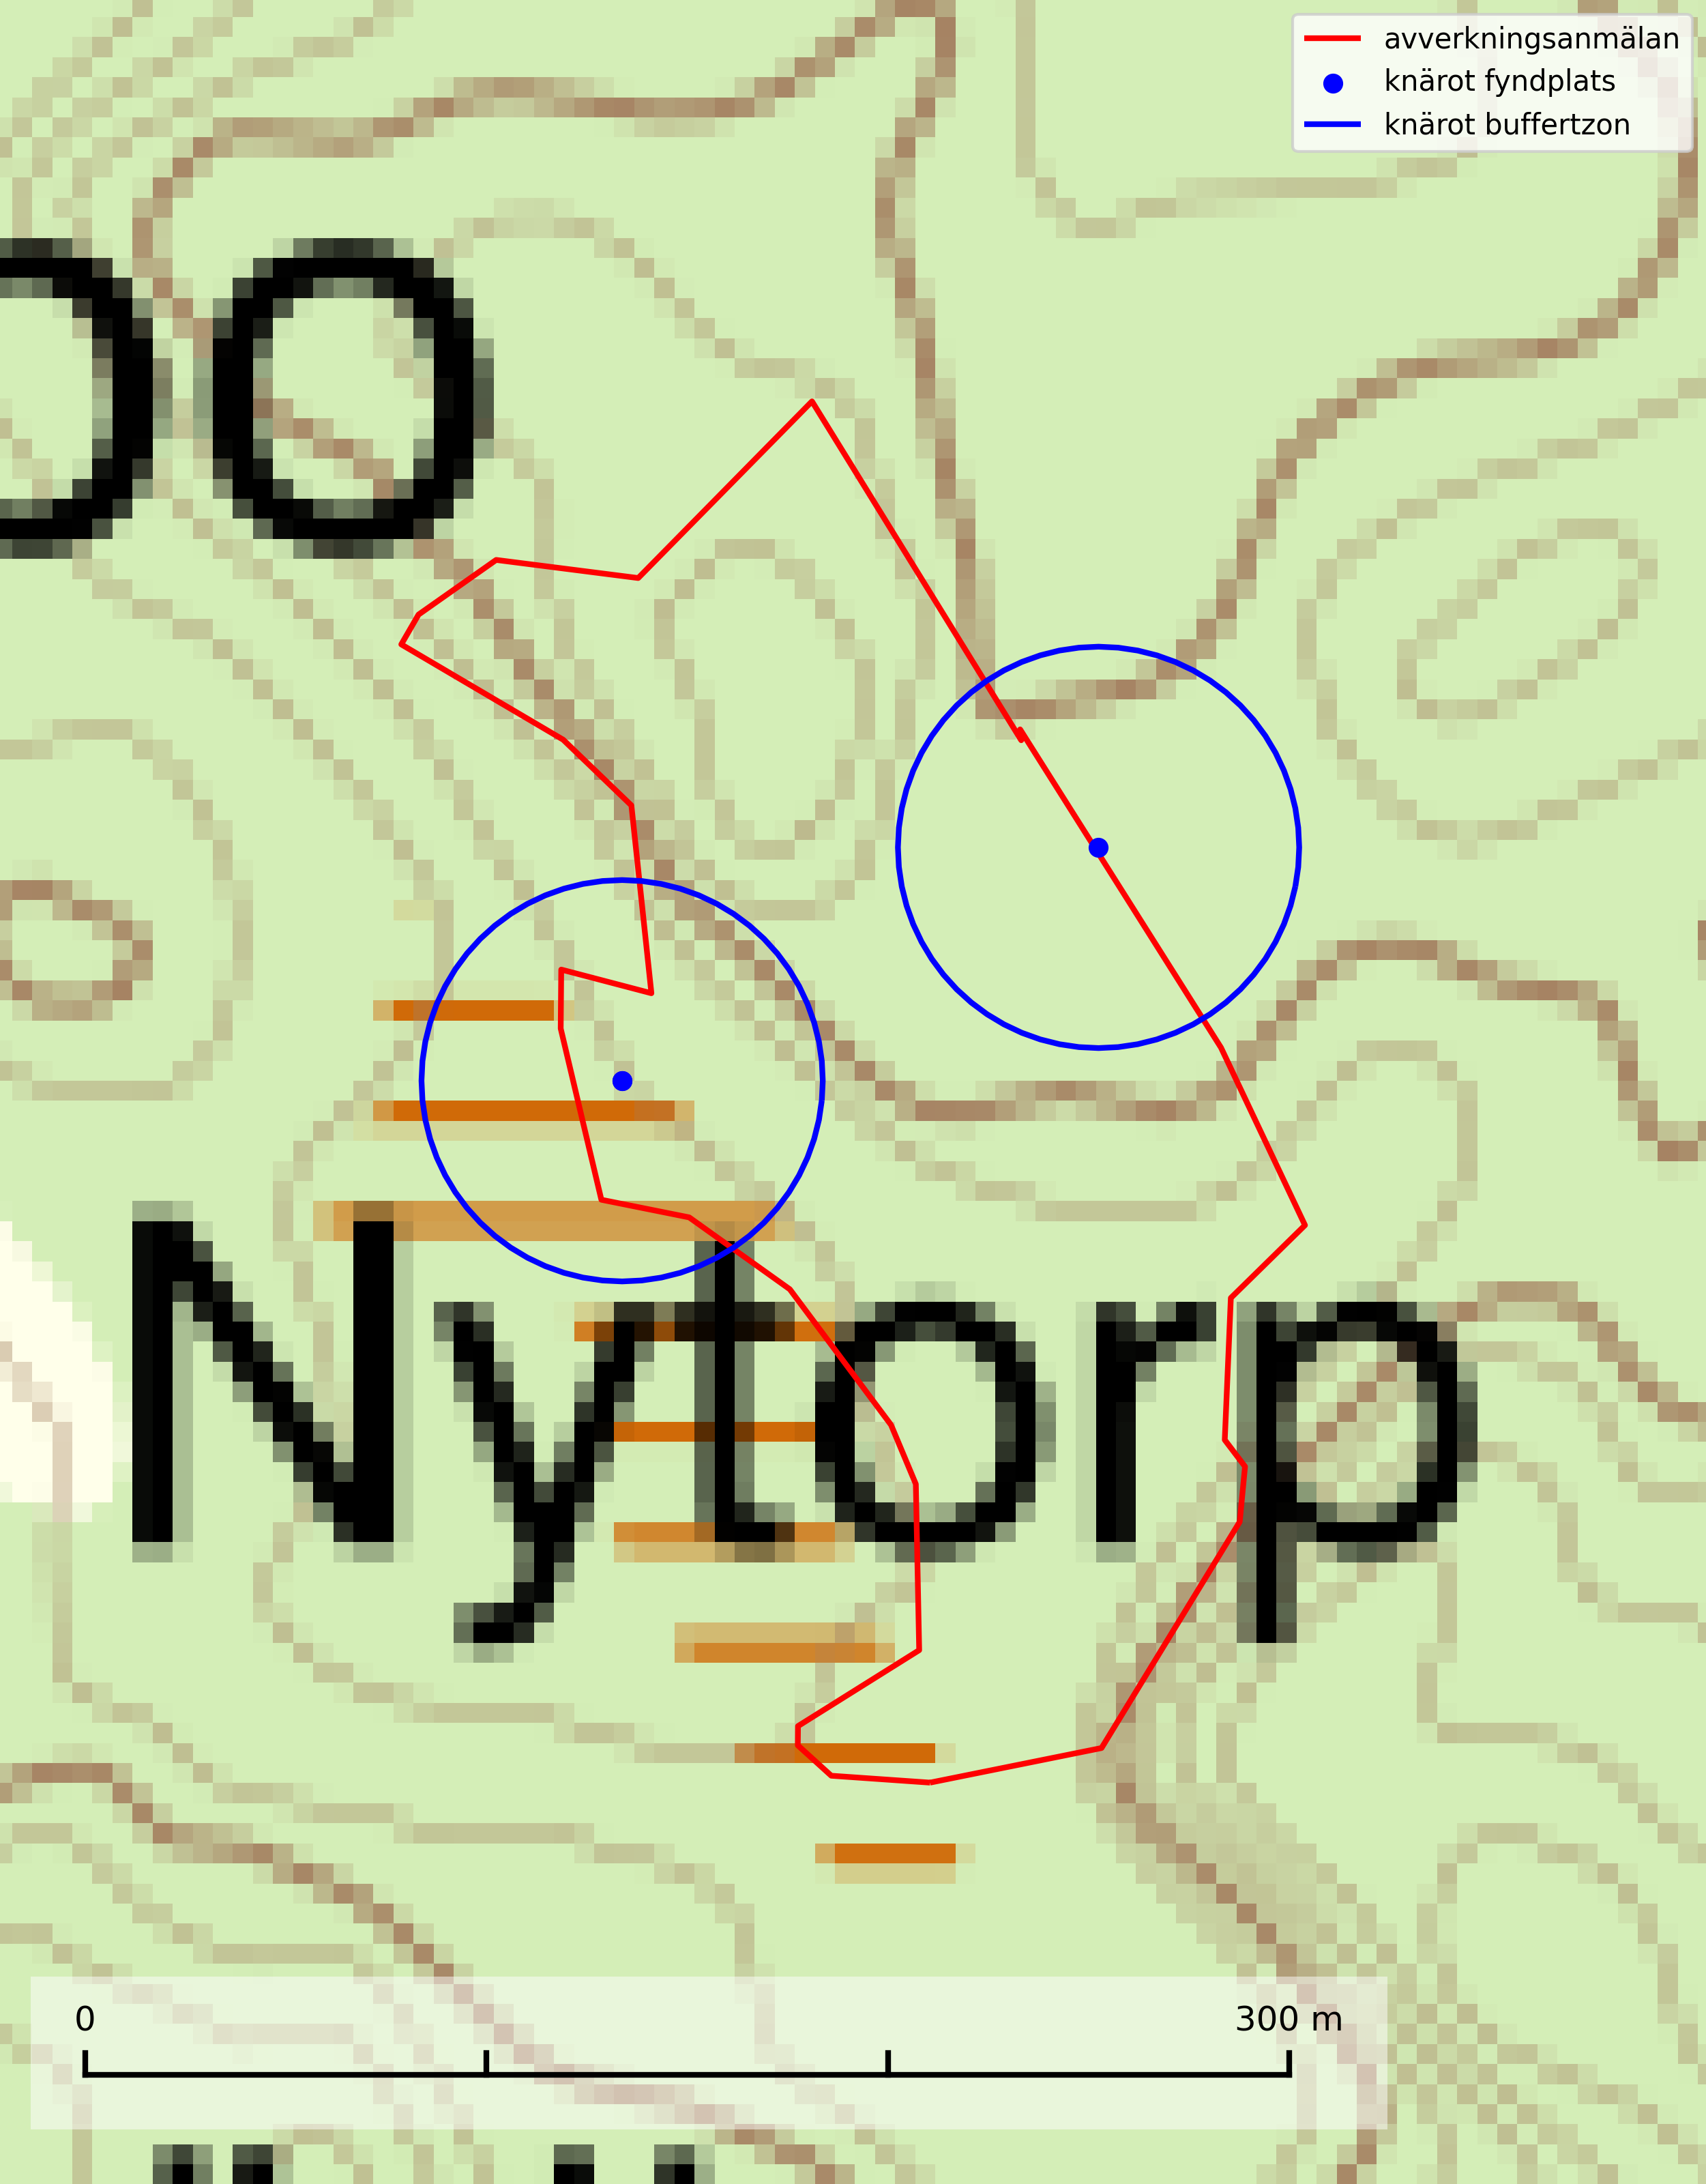 avverkningsanmälan
knärot fyndplats
knärot buffertzon
Nytorp
0 300 m